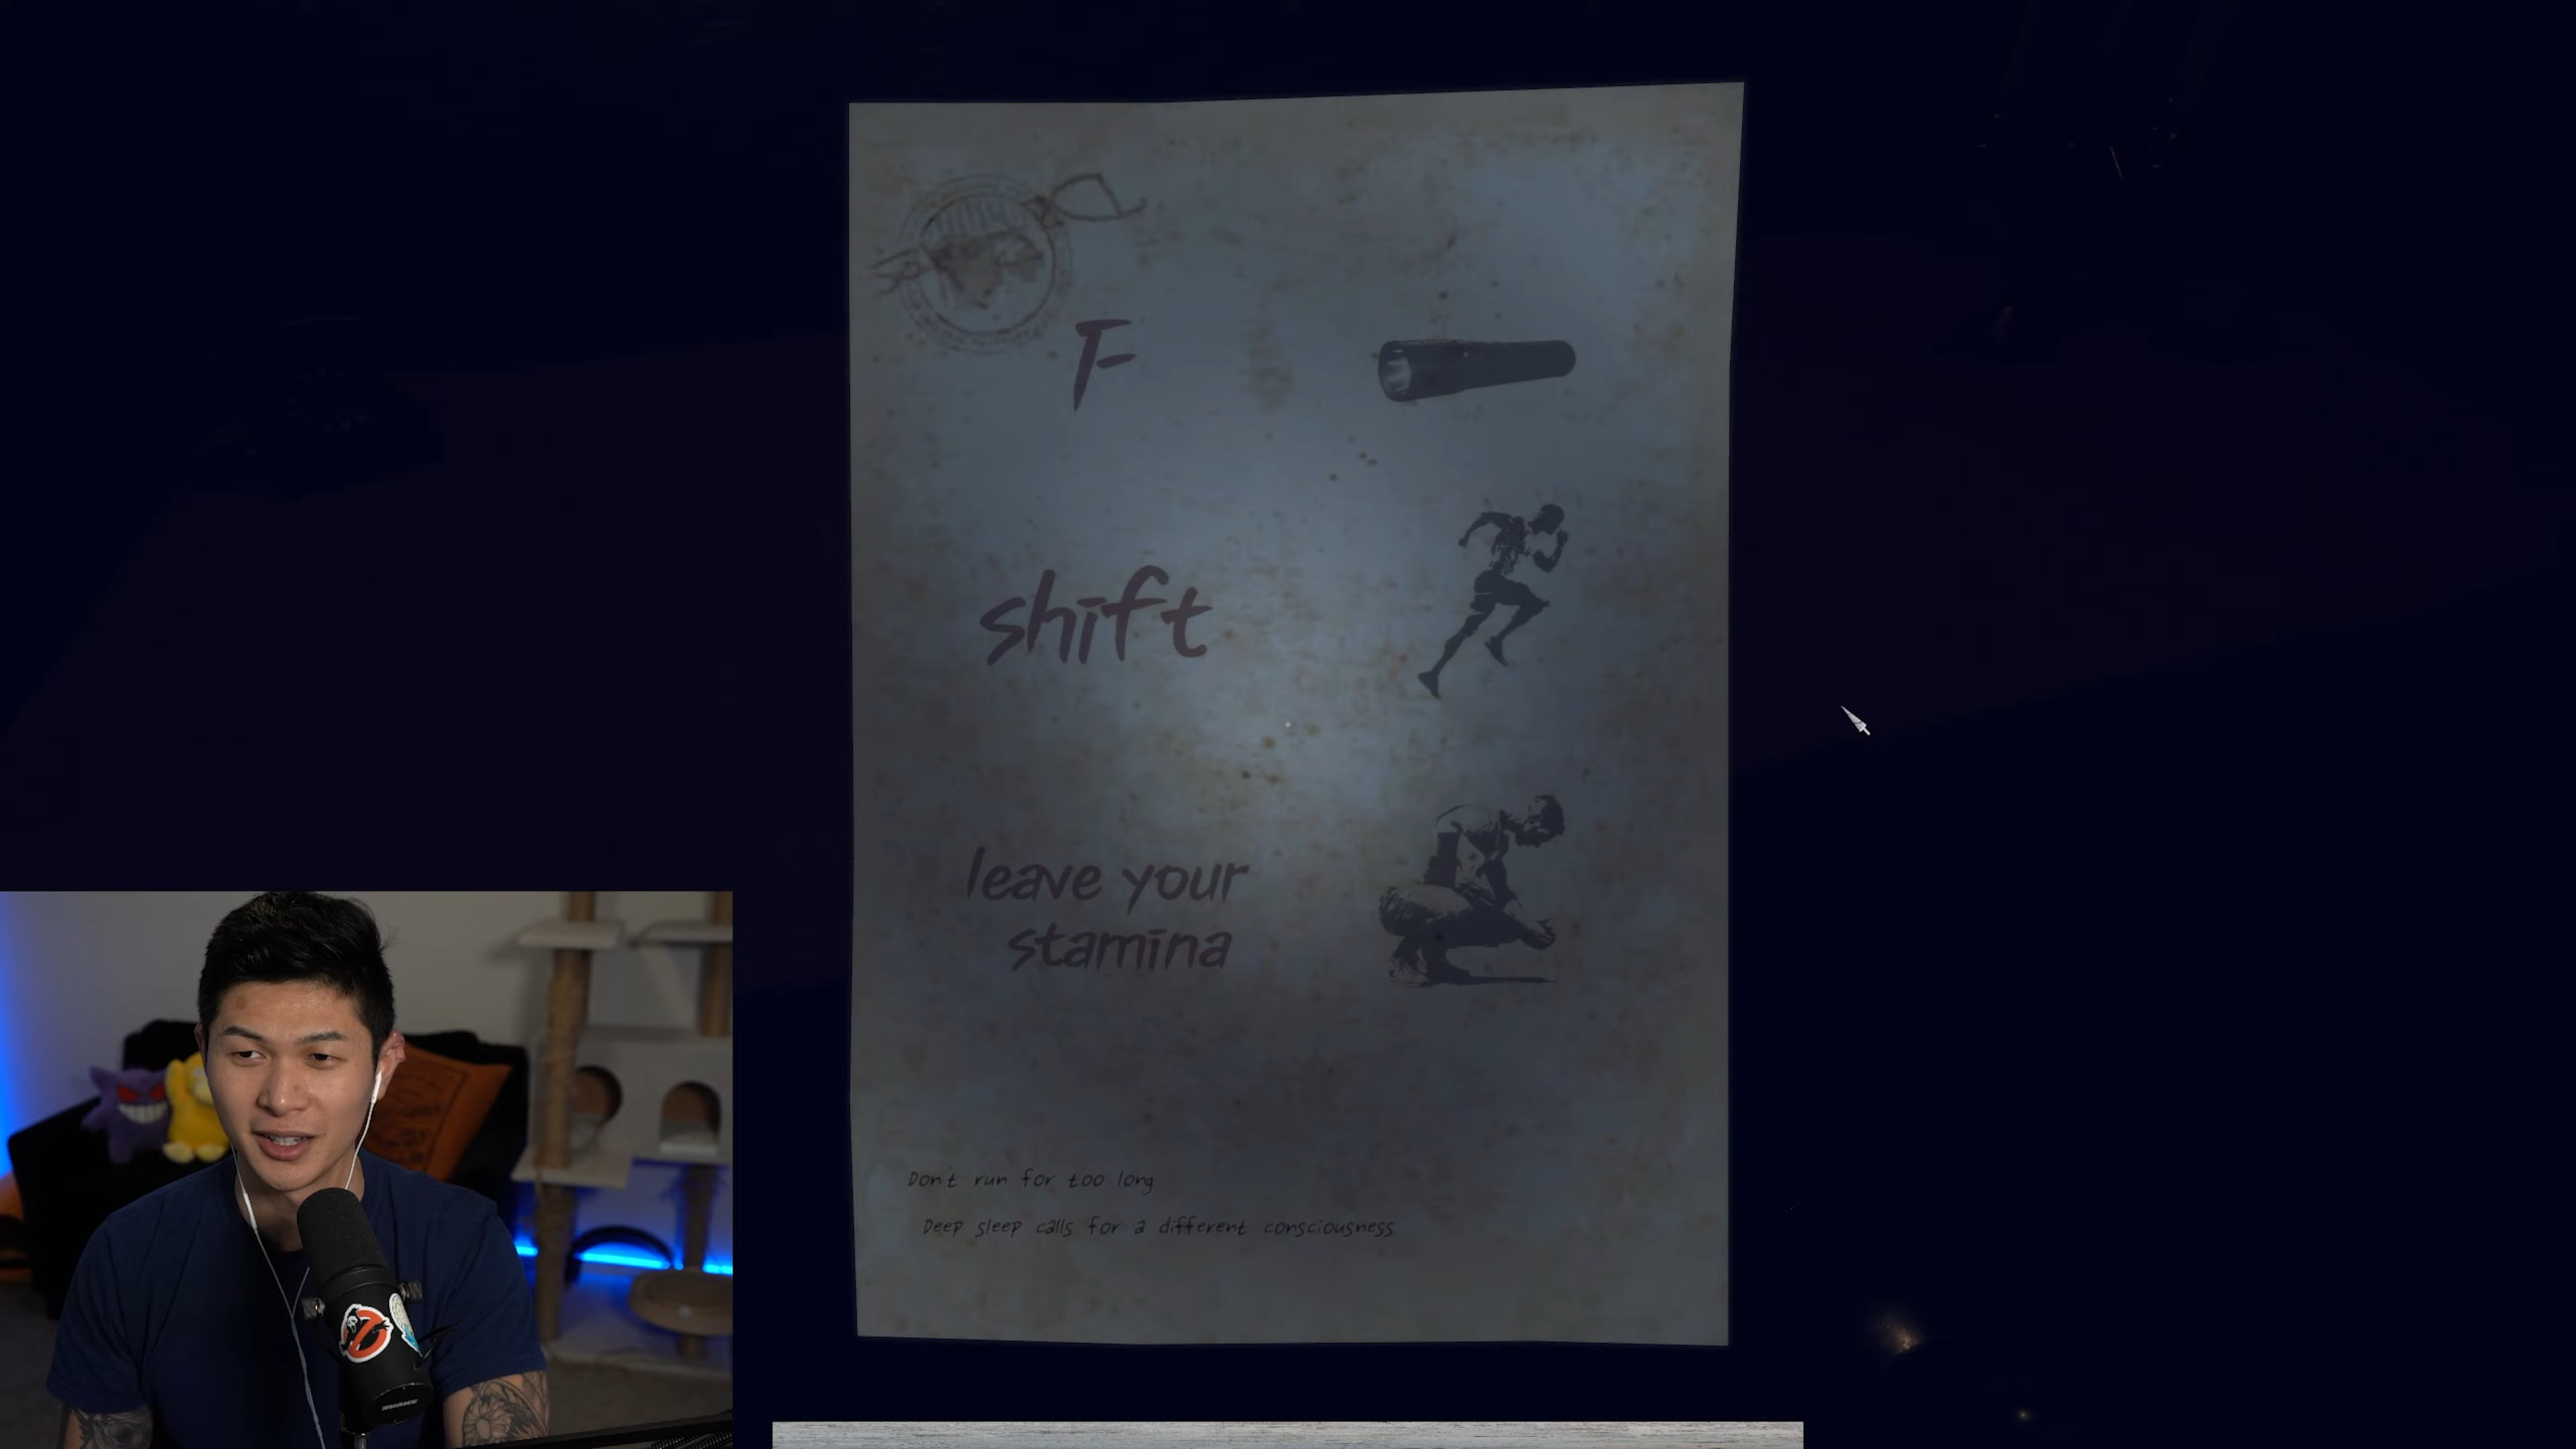 F
shift
leave your
stamina
Don't run for too long
Deep sleep calls for a different consciousness